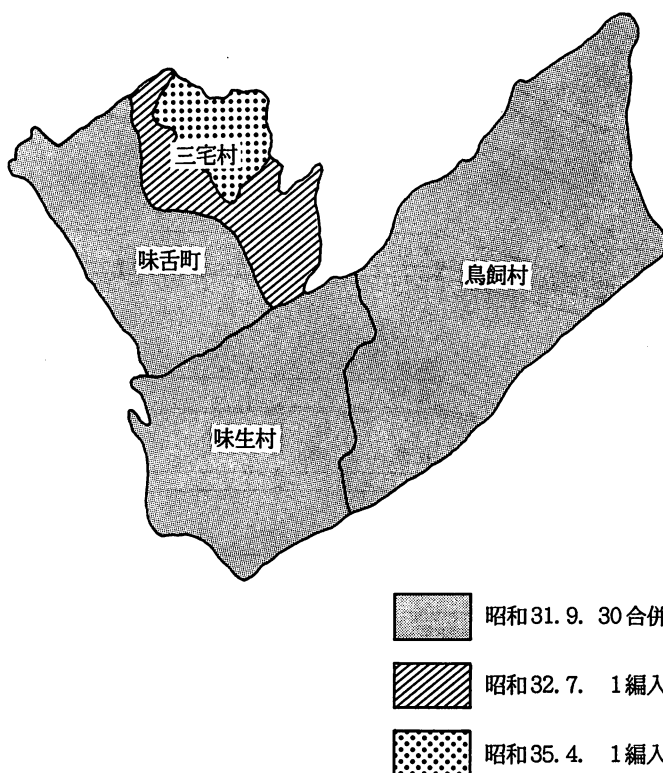 三宅村
味舌町
鳥飼村
味生村
昭和31.9. 30合併
昭和32.7. 1編入
昭和35.4. 1編入